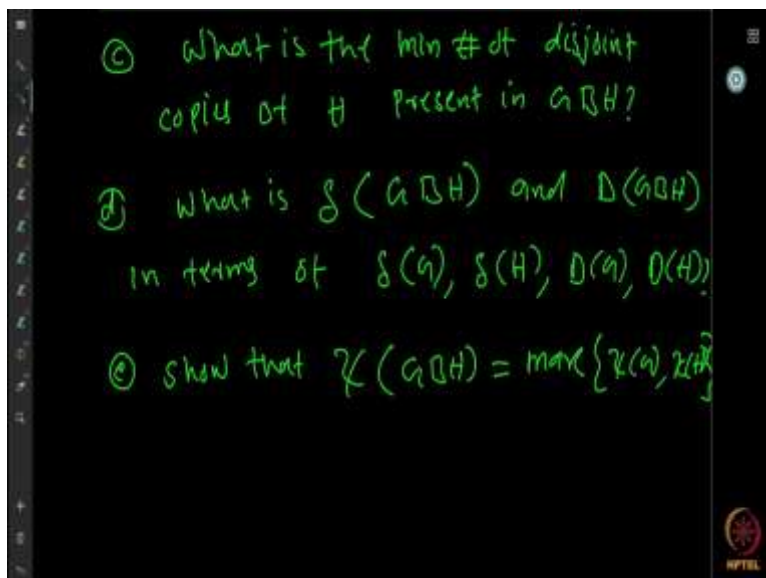 ⓒ What is the min # of disjoint
copies of H present in G□H?
ⓓ What is δ(G□H) and Δ(G□H)
in terms of δ(G), δ(H), Δ(G), Δ(H)?
ⓔ show that χ(G□H) = max{χ(G), χ(H)}
NPTEL